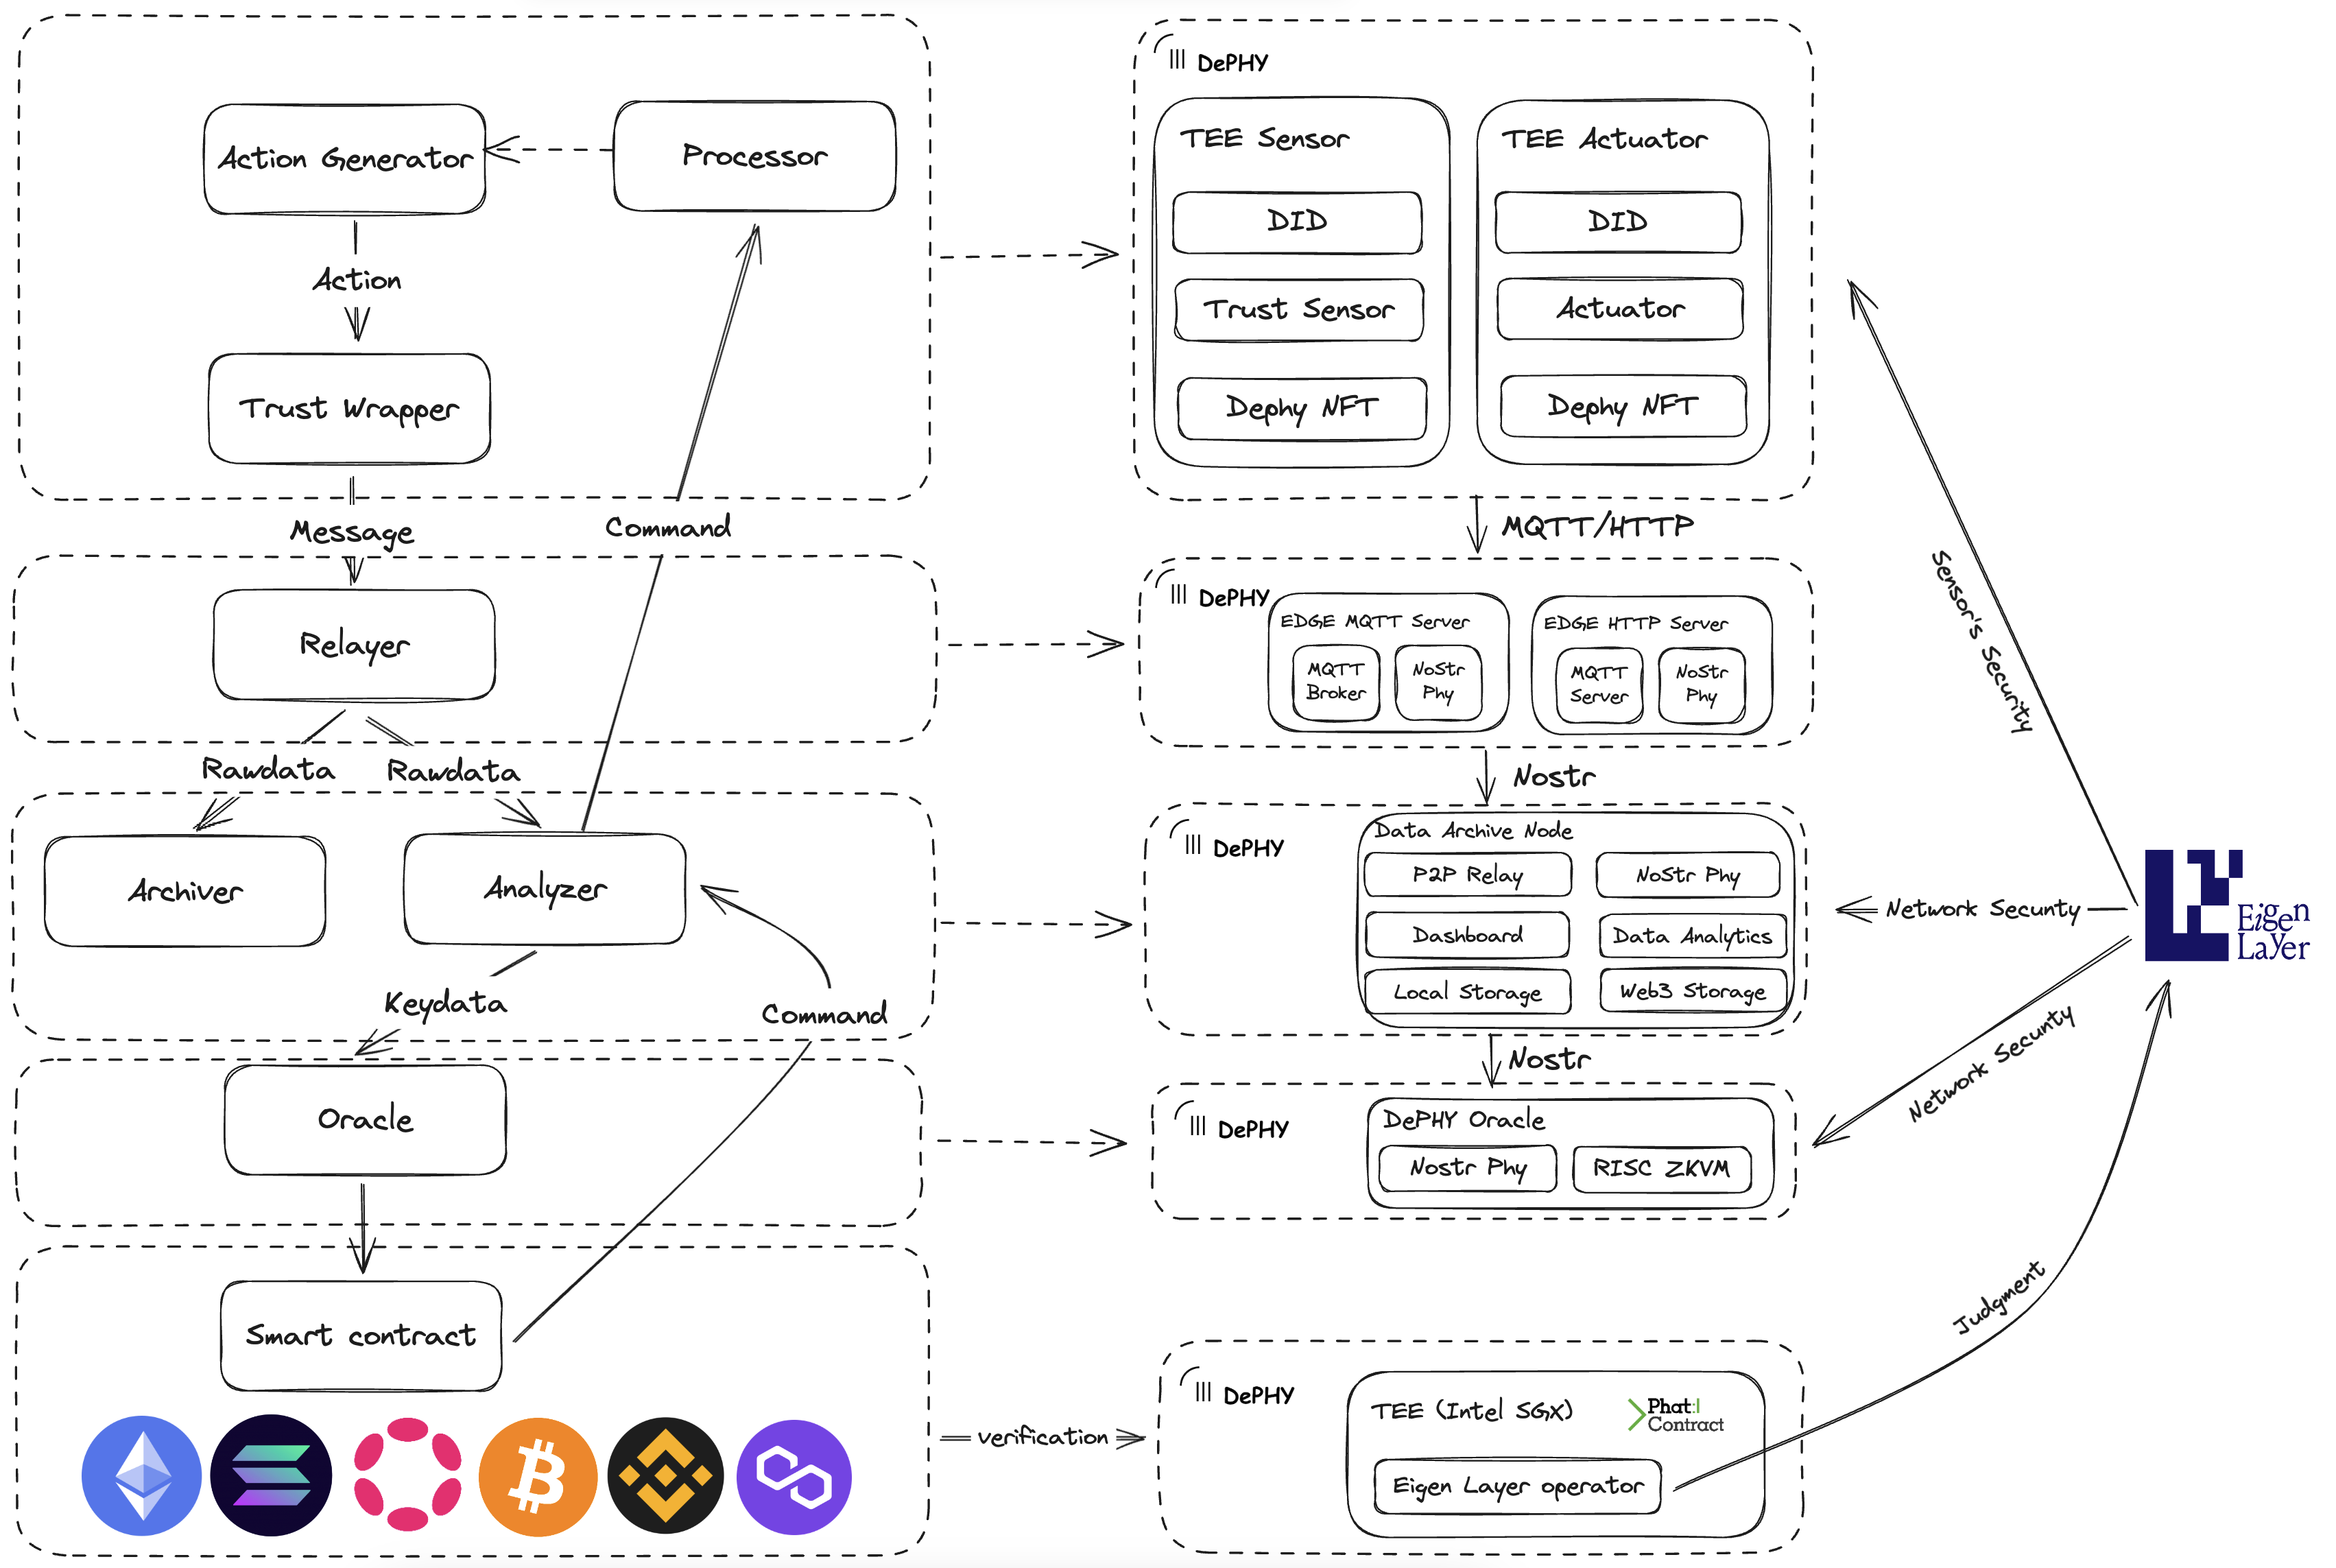 Action Generator
Processor
Action
Trust Wrapper
Message
Command
Relayer
Rawdata
Rawdata
Archiver
Analyzer
Keydata
Command
Oracle
Smart contract
DePHY
TEE Sensor
DID
Trust Sensor
Dephy NFT
TEE Actuator
DID
Actuator
Dephy NFT
MQTT/HTTP
DePHY
EDGE MQTT Server
MQTT
Broker
NoStr
Phy
EDGE HTTP Server
MQTT
Server
NoStr
Phy
Nostr
DePHY
Data Archive Node
P2P Relay
NoStr Phy
Dashboard
Data Analytics
Local Storage
Web3 Storage
Nostr
DePHY
DePHY Oracle
Nostr Phy
RISC ZKVM
verification
DePHY
TEE (Intel SGX)
Phat
Contract
Eigen Layer operator
Sensor's Security
Network Security
Network Security
Judgment
Eigen
Layer